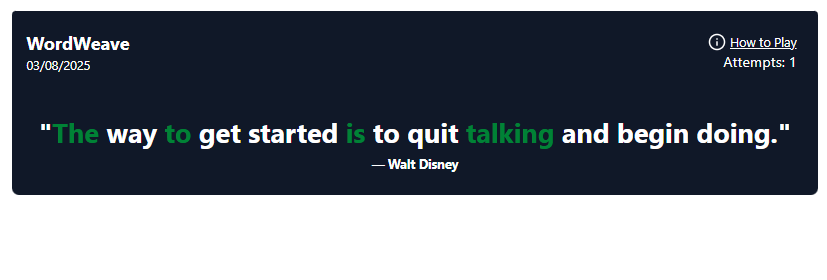 WordWeave
How to Play
03/08/2025
Attempts: 1
"The way to get started is to quit talking and begin doing."
— Walt Disney